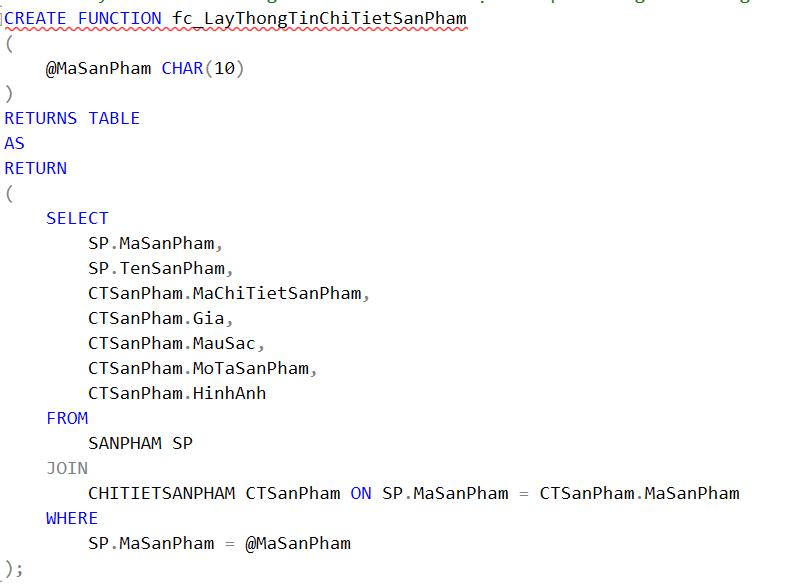 CREATE FUNCTION fc_LayThongTinChiTietSanPham
(
    @MaSanPham CHAR(10)
)
RETURNS TABLE
AS
RETURN
(
    SELECT
        SP.MaSanPham,
        SP.TenSanPham,
        CTSanPham.MaChiTietSanPham,
        CTSanPham.Gia,
        CTSanPham.MauSac,
        CTSanPham.MoTaSanPham,
        CTSanPham.HinhAnh
    FROM
        SANPHAM SP
    JOIN
        CHITIETSANPHAM CTSanPham ON SP.MaSanPham = CTSanPham.MaSanPham
    WHERE
        SP.MaSanPham = @MaSanPham
);